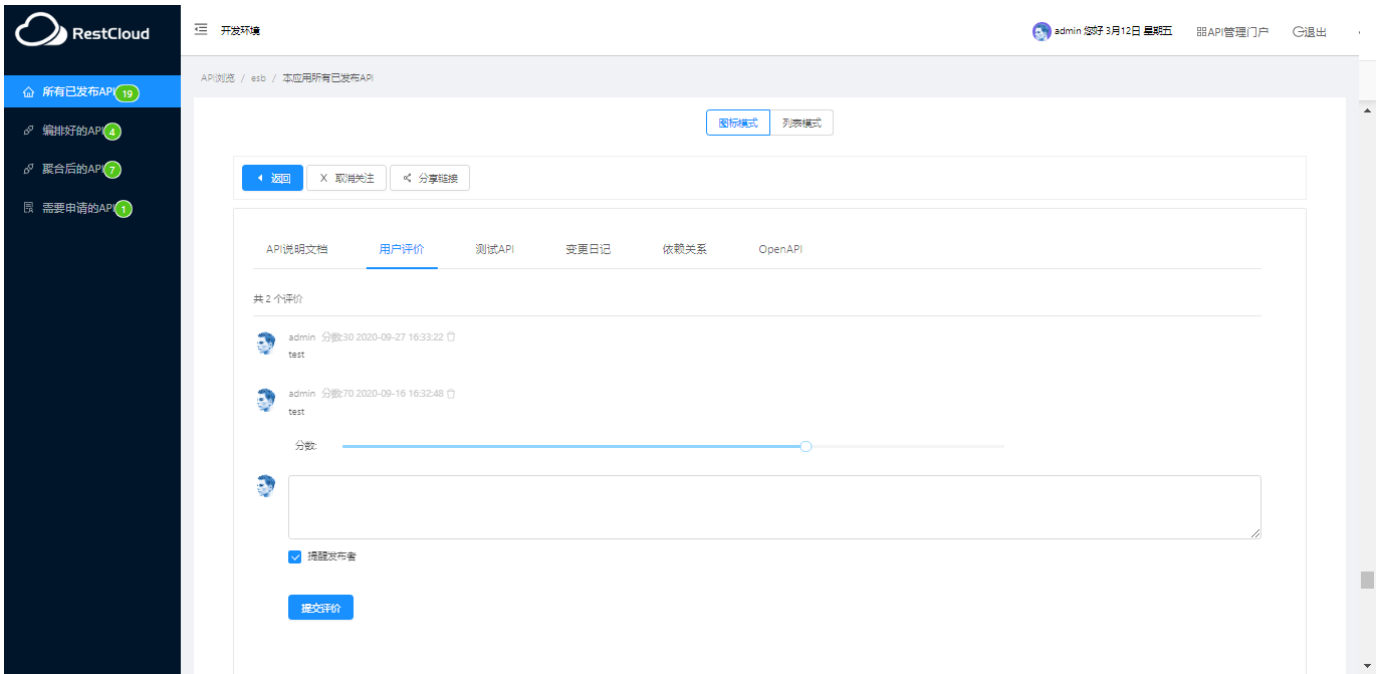 RestCloud
开发环境
admin 您好 3月12日 星期五
API管理门户
退出
所有已发布API 19
编排好的API 4
聚合后的API 7
需要申请的API 1
API浏览 / esb / 本应用所有已发布API
图标模式 列表模式
返回 X 取消关注 分享链接
API说明文档 用户评价 测试API 变更日记 依赖关系 OpenAPI
共 2 个评价
admin 分数:30 2020-09-27 16:33:22
test
admin 分数:70 2020-09-16 16:32:48
test
分数:
提醒发布者
提交评价